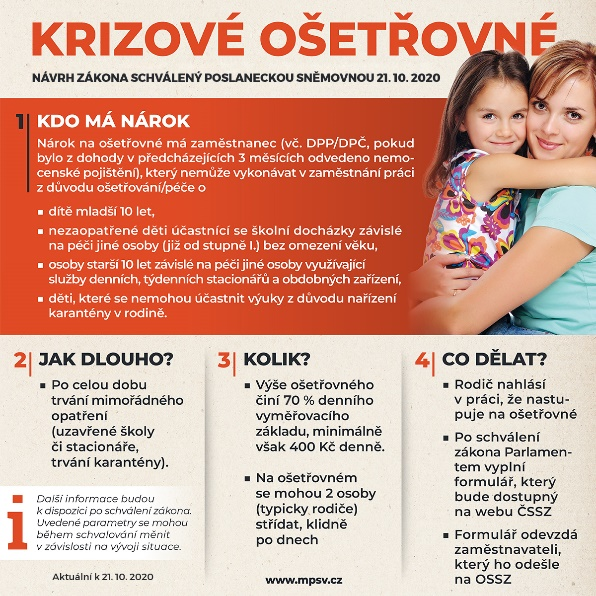 KRIZOVÉ OŠETŘOVNÉ
NÁVRH ZÁKONA SCHVÁLENÝ POSLANECKOU SNĚMOVNOU 21. 10. 2020
1 KDO MÁ NÁROK
Nárok na ošetřovné má zaměstnanec (vč. DPP/DPČ, pokud
bylo z dohody v předcházejících 3 měsících odvedeno nemo-
censké pojištění), který nemůže vykonávat v zaměstnání práci
z důvodu ošetřování/péče o
▪ dítě mladší 10 let,
▪ nezaopatřené děti účastnící se školní docházky závislé
na péči jiné osoby (již od stupně I.) bez omezení věku,
▪ osoby starší 10 let závislé na péči jiné osoby využívající
služby denních, týdenních stacionářů a obdobných zařízení,
▪ děti, které se nemohou účastnit výuky z důvodu nařízení
karantény v rodině.
2 JAK DLOUHO?
▪ Po celou dobu
trvání mimořádného
opatření
(uzavřené školy
či stacionáře,
trvání karantény).
i
Další informace budou
k dispozici po schválení zákona.
Uvedené parametry se mohou
během schvalování měnit
v závislosti na vývoji situace.
Aktuální k 21. 10. 2020
3 KOLIK?
▪ Výše ošetřovného
činí 70 % denního
vyměřovacího
základu, minimálně
však 400 Kč denně.
▪ Na ošetřovném
se mohou 2 osoby
(typicky rodiče)
střídat, klidně
po dnech
www.mpsv.cz
4 CO DĚLAT?
▪ Rodič nahlásí
v práci, že nastu-
puje na ošetřovné
▪ Po schválení
zákona Parlamen-
tem vyplní
formulář, který
bude dostupný
na webu ČSSZ
▪ Formulář odevzdá
zaměstnavateli,
který ho odešle
na OSSZ